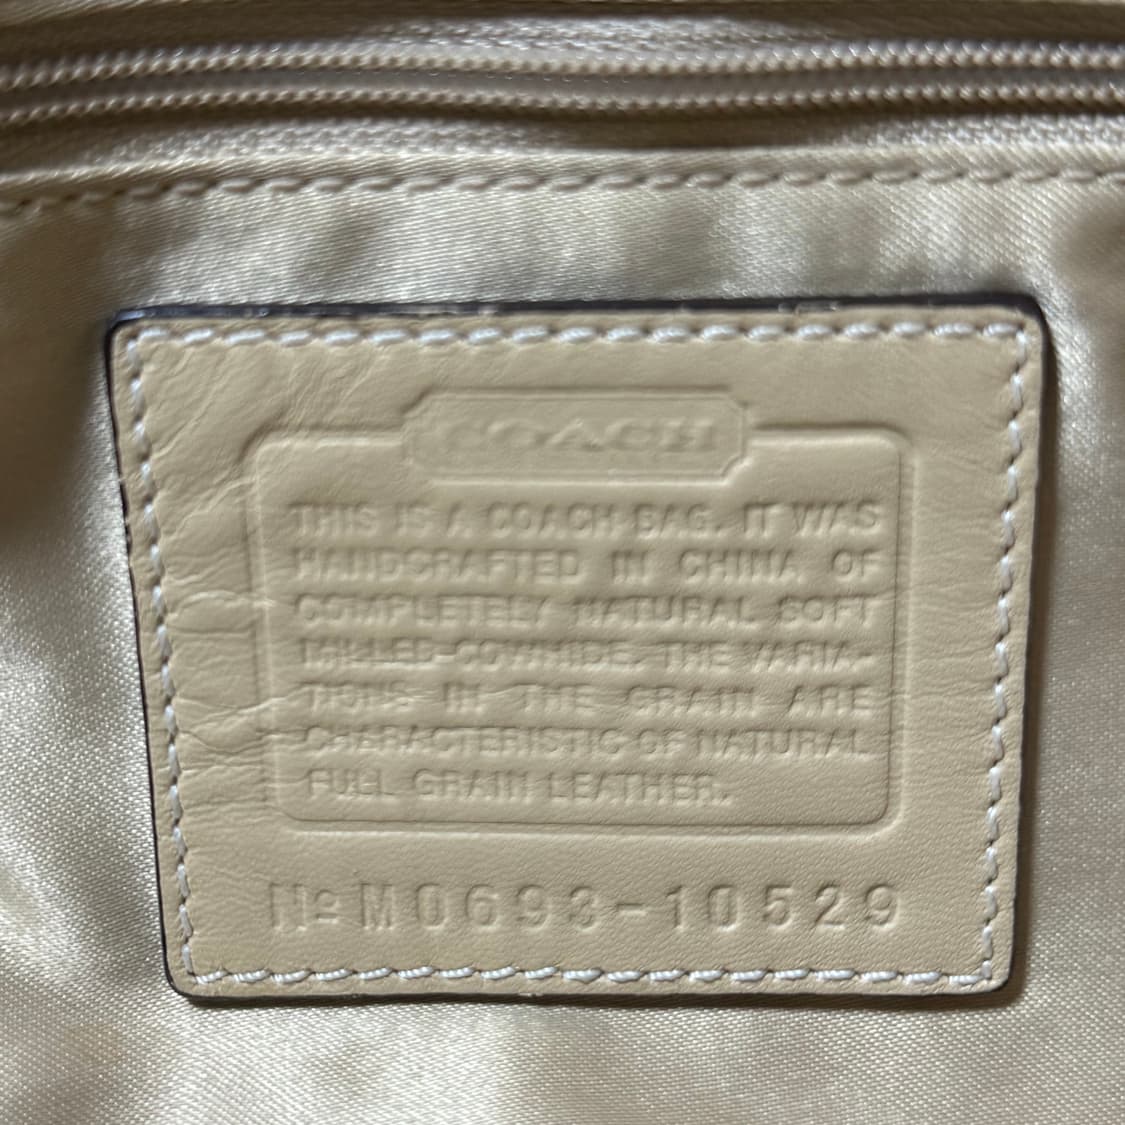 COACH
THIS IS A COACH BAG. IT WAS
HANDCRAFTED IN CHINA OF
COMPLETELY NATURAL SOFT
MILLED-COWHIDE. THE VARIA-
TIONS IN THE GRAIN ARE
CHARACTERISTIC OF NATURAL
FULL GRAIN LEATHER.
Nº M0693-10529